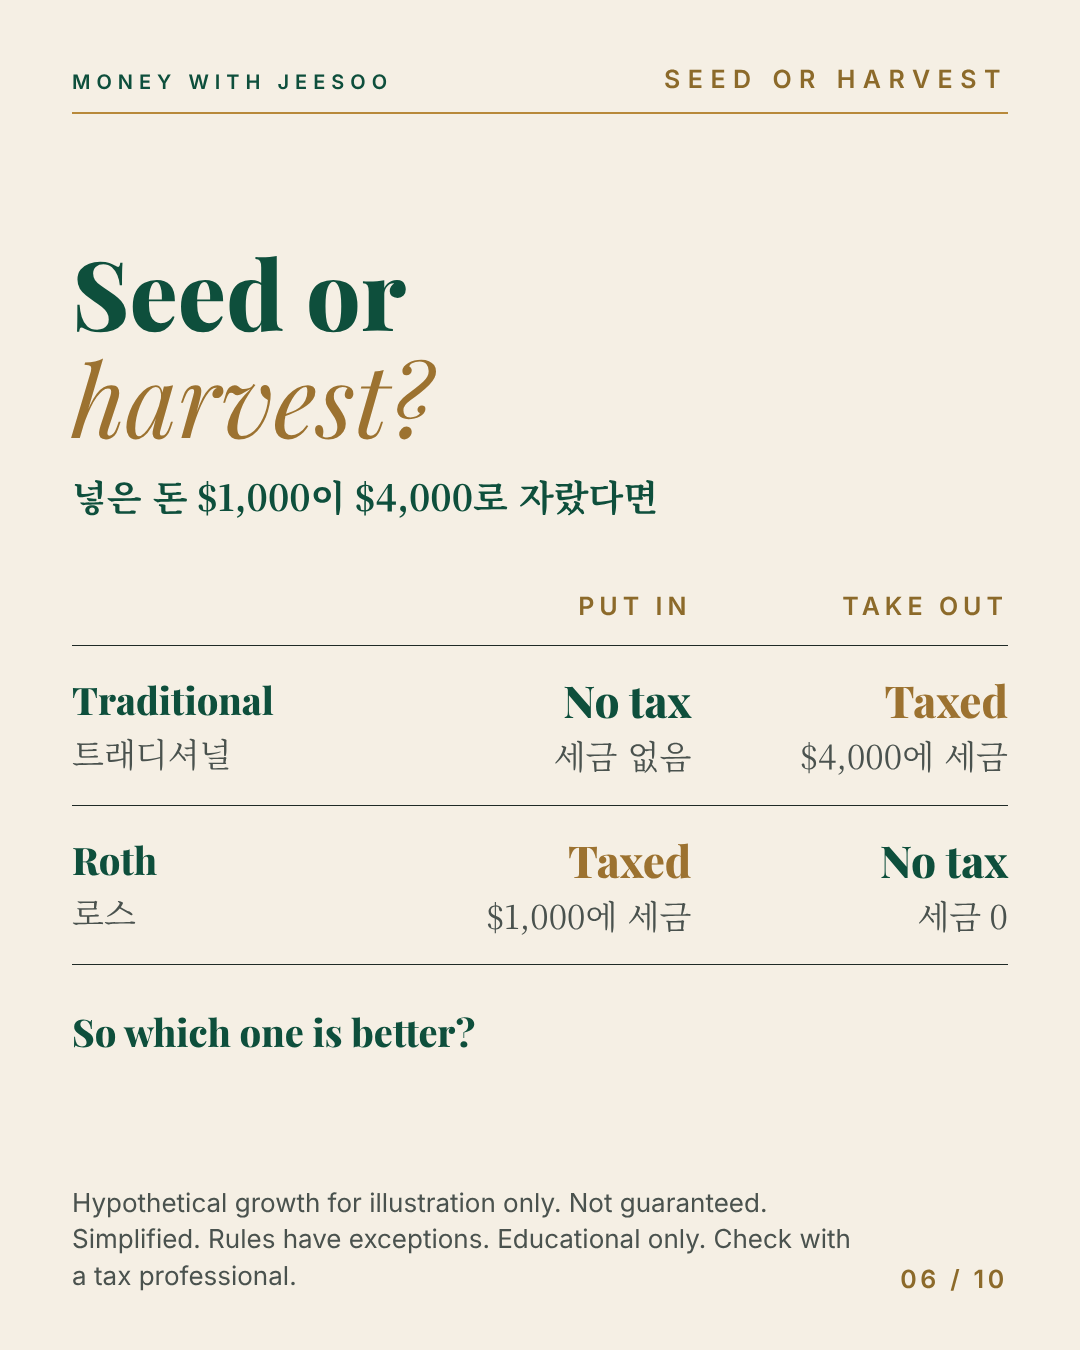 MONEY WITH JEESOO
SEED OR HARVEST
Seed or
harvest?
넣은 돈 $1,000이 $4,000로 자랐다면
PUT IN TAKE OUT
Traditional No tax Taxed
트래디셔널 세금 없음 $4,000에 세금
Roth Taxed No tax
로스 $1,000에 세금 세금 0
So which one is better?
Hypothetical growth for illustration only. Not guaranteed.
Simplified. Rules have exceptions. Educational only. Check with
a tax professional.
06 / 10